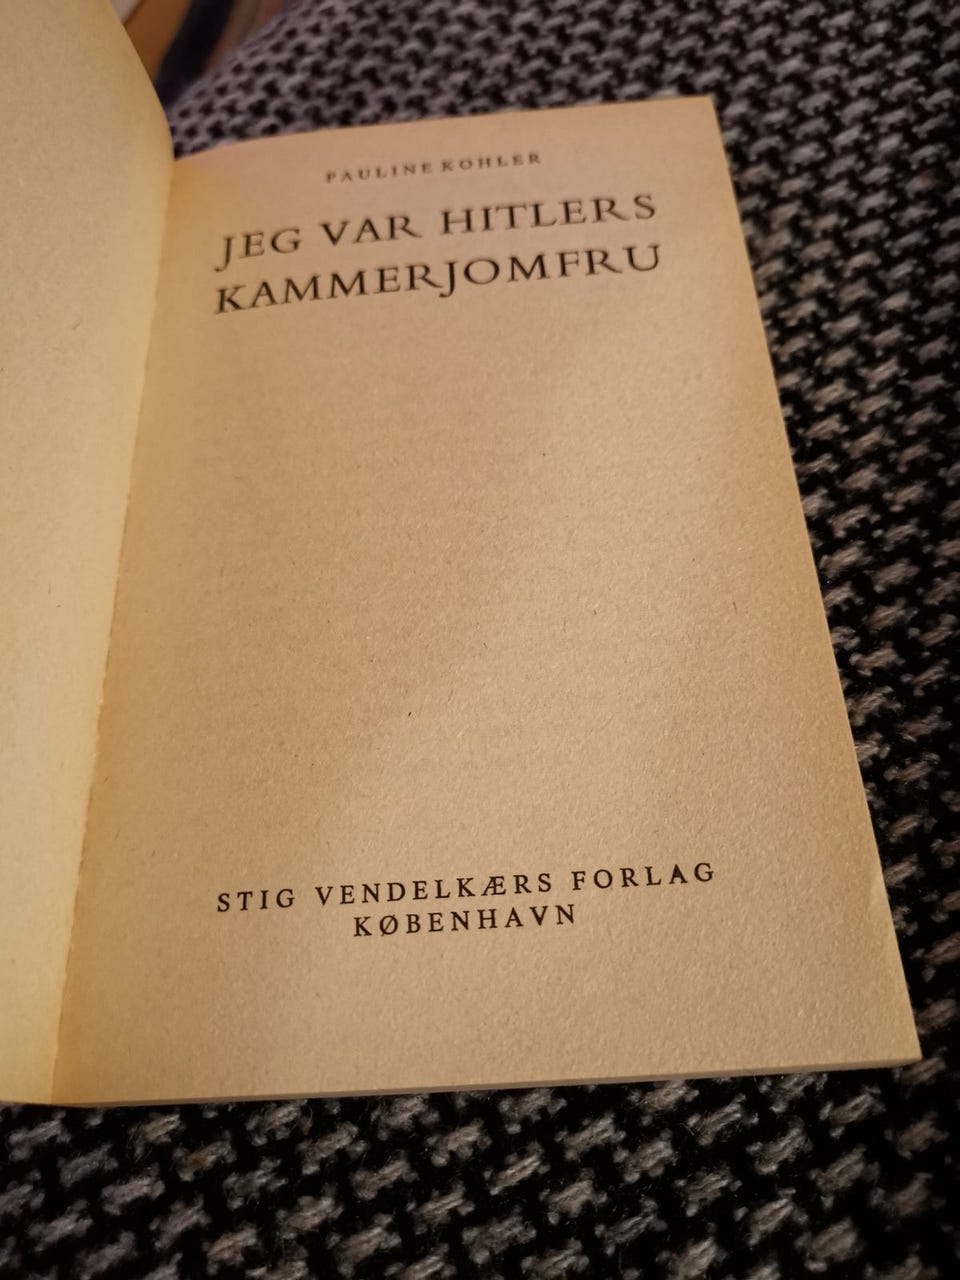 PAULINE KOHLER
JEG VAR HITLERS
KAMMERJOMFRU
STIG VENDELKÆRS FORLAG
KØBENHAVN